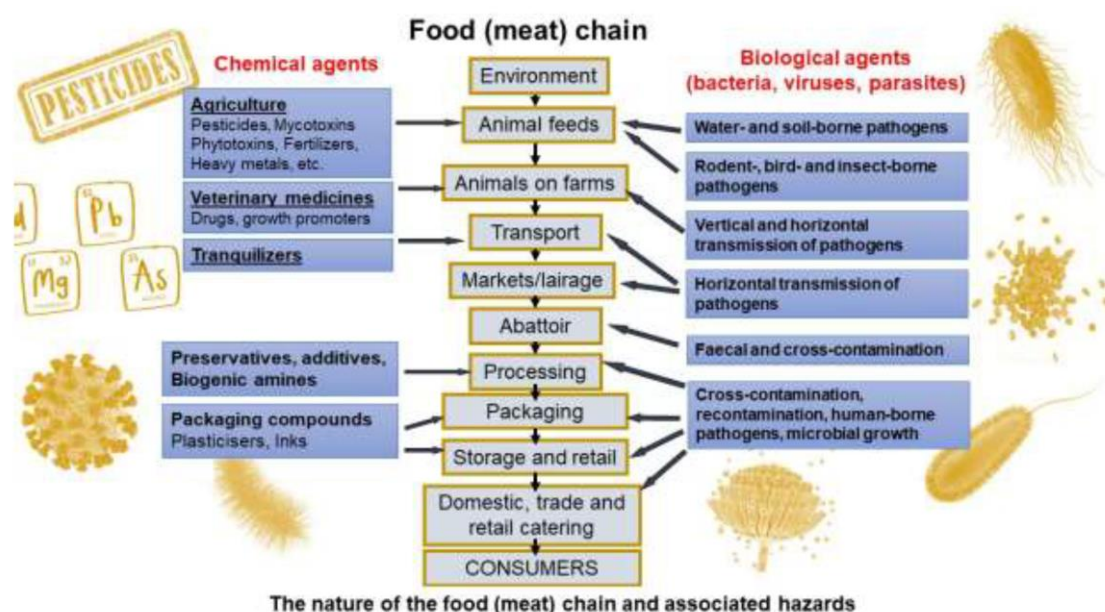 Food (meat) chain
PESTICIDES
Chemical agents
Agriculture
Pesticides, Mycotoxins
Phytotoxins, Fertilizers,
Heavy metals, etc.
Veterinary medicines
Drugs, growth promoters
Tranquilizers
Pb
Mg
As
Preservatives, additives,
Biogenic amines
Packaging compounds
Plasticisers, Inks
Environment
Animal feeds
Animals on farms
Transport
Markets/lairage
Abattoir
Processing
Packaging
Storage and retail
Domestic, trade and
retail catering
CONSUMERS
Biological agents
(bacteria, viruses, parasites)
Water- and soil-borne pathogens
Rodent-, bird- and insect-borne
pathogens
Vertical and horizontal
transmission of pathogens
Horizontal transmission of
pathogens
Faecal and cross-contamination
Cross-contamination,
recontamination, human-borne
pathogens, microbial growth
The nature of the food (meat) chain and associated hazards